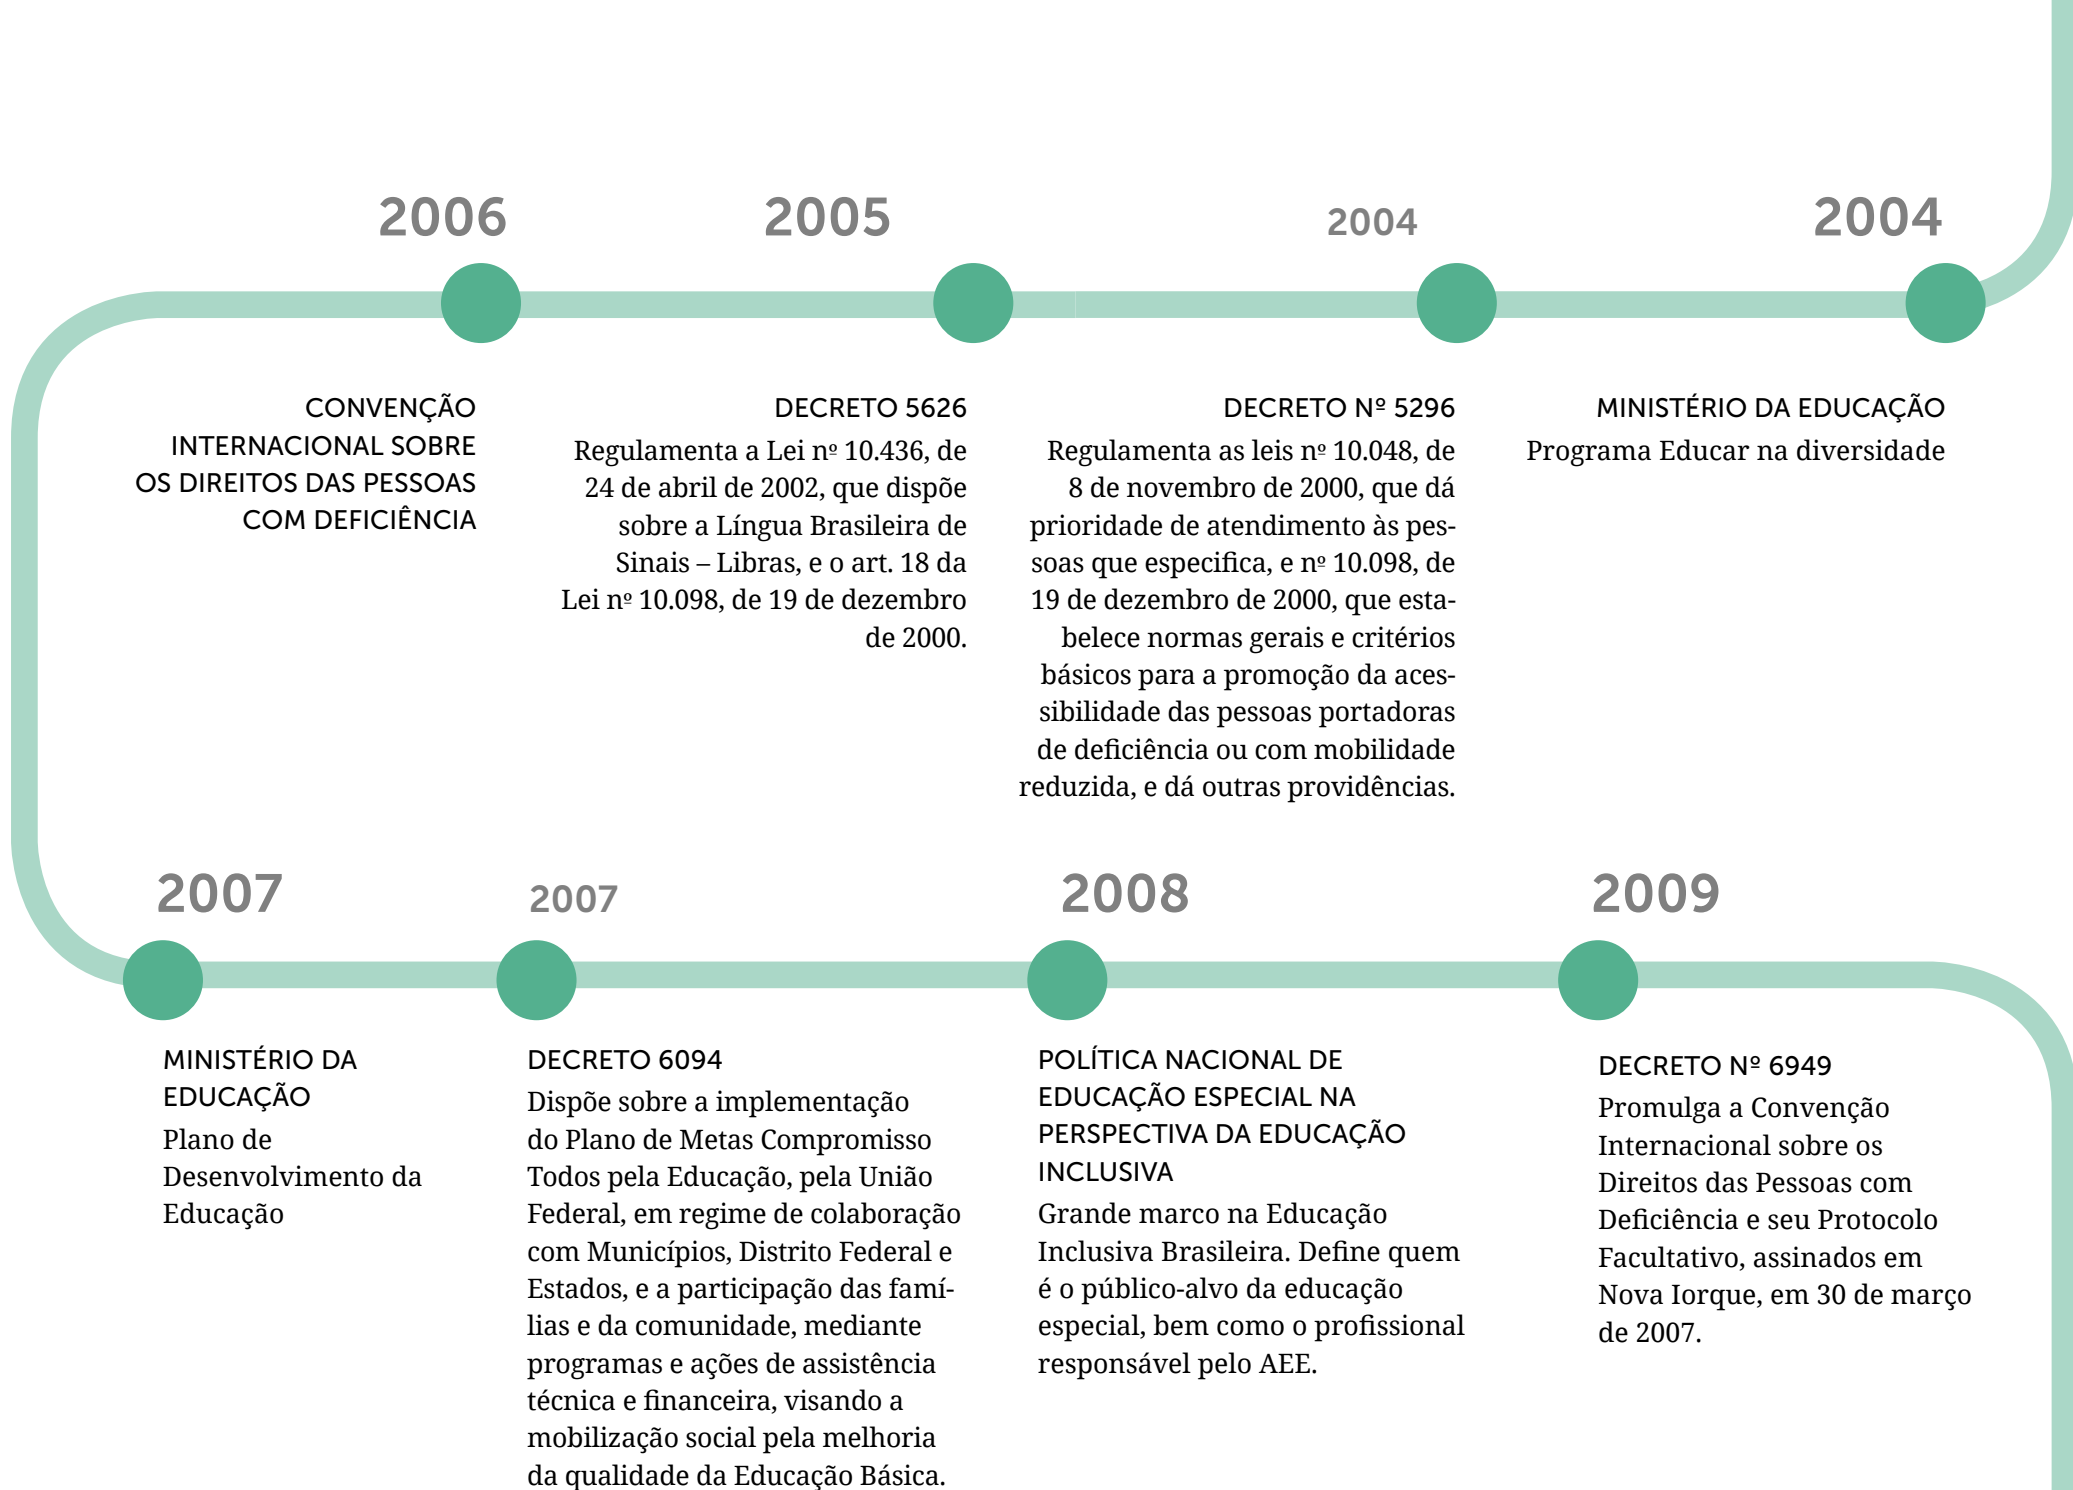 2006
CONVENÇÃO
INTERNACIONAL SOBRE
OS DIREITOS DAS PESSOAS
COM DEFICIÊNCIA
2005
DECRETO 5626
Regulamenta a Lei nº 10.436, de
24 de abril de 2002, que dispõe
sobre a Língua Brasileira de
Sinais – Libras, e o art. 18 da
Lei nº 10.098, de 19 de dezembro
de 2000.
2004
DECRETO Nº 5296
Regulamenta as leis nº 10.048, de
8 de novembro de 2000, que dá
prioridade de atendimento às pes-
soas que especifica, e nº 10.098, de
19 de dezembro de 2000, que esta-
belece normas gerais e critérios
básicos para a promoção da aces-
sibilidade das pessoas portadoras
de deficiência ou com mobilidade
reduzida, e dá outras providências.
2004
MINISTÉRIO DA EDUCAÇÃO
Programa Educar na diversidade
2007
MINISTÉRIO DA
EDUCAÇÃO
Plano de
Desenvolvimento da
Educação
2007
DECRETO 6094
Dispõe sobre a implementação
do Plano de Metas Compromisso
Todos pela Educação, pela União
Federal, em regime de colaboração
com Municípios, Distrito Federal e
Estados, e a participação das famí-
lias e da comunidade, mediante
programas e ações de assistência
técnica e financeira, visando a
mobilização social pela melhoria
da qualidade da Educação Básica.
2008
POLÍTICA NACIONAL DE
EDUCAÇÃO ESPECIAL NA
PERSPECTIVA DA EDUCAÇÃO
INCLUSIVA
Grande marco na Educação
Inclusiva Brasileira. Define quem
é o público-alvo da educação
especial, bem como o profissional
responsável pelo AEE.
2009
DECRETO Nº 6949
Promulga a Convenção
Internacional sobre os
Direitos das Pessoas com
Deficiência e seu Protocolo
Facultativo, assinados em
Nova Iorque, em 30 de março
de 2007.